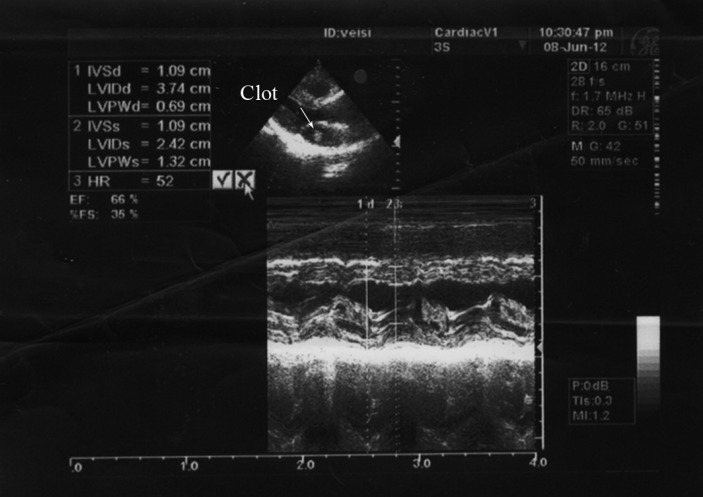 ID:veisi
CardiacV1
3S
10:30:47 pm
08-Jun-12
1 IVSd = 1.09 cm
LVIDd = 3.74 cm
LVPWd = 0.69 cm
2 IVSs = 1.09 cm
LVIDs = 2.42 cm
LVPWs = 1.32 cm
3 HR = 52
EF: 66 %
%FS: 35 %
Clot
2D 16 cm
28 f/s
f: 1.7 MHz H
DR: 65 dB
R: 2.0 G: 51
M G: 42
50 mm/sec
1 d 2s
3
P:0dB
TIs:0.3
MI:1.2
.0 1.0 2.0 3.0 4.0